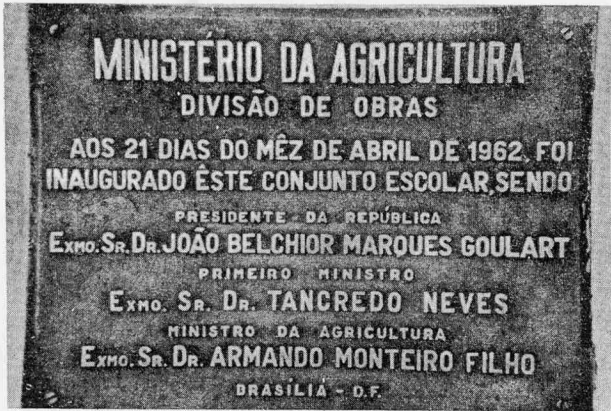 MINISTÉRIO DA AGRICULTURA
DIVISÃO DE OBRAS
AOS 21 DIAS DO MÊZ DE ABRIL DE 1962, FOI
INAUGURADO ÊSTE CONJUNTO ESCOLAR, SENDO
PRESIDENTE DA REPÚBLICA
EXMO. SR. DR. JOÃO BELCHIOR MARQUES GOULART
PRIMEIRO MINISTRO
EXMO. SR. DR. TANCREDO NEVES
MINISTRO DA AGRICULTURA
EXMO. SR. DR. ARMANDO MONTEIRO FILHO
BRASÍLIA - D.F.